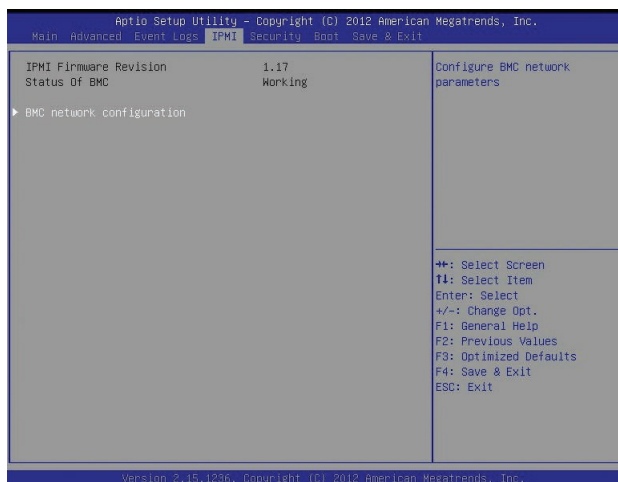 Aptio Setup Utility – Copyright (C) 2012 American Megatrends, Inc.
Main Advanced Event Logs IPMI Security Boot Save & Exit
IPMI Firmware Revision 1.17
Status Of BMC Working
▶ BMC network configuration
Configure BMC network
parameters
→←: Select Screen
↑↓: Select Item
Enter: Select
+/-: Change Opt.
F1: General Help
F2: Previous Values
F3: Optimized Defaults
F4: Save & Exit
ESC: Exit
Version 2.15.1236. Copyright (C) 2012 American Megatrends, Inc.